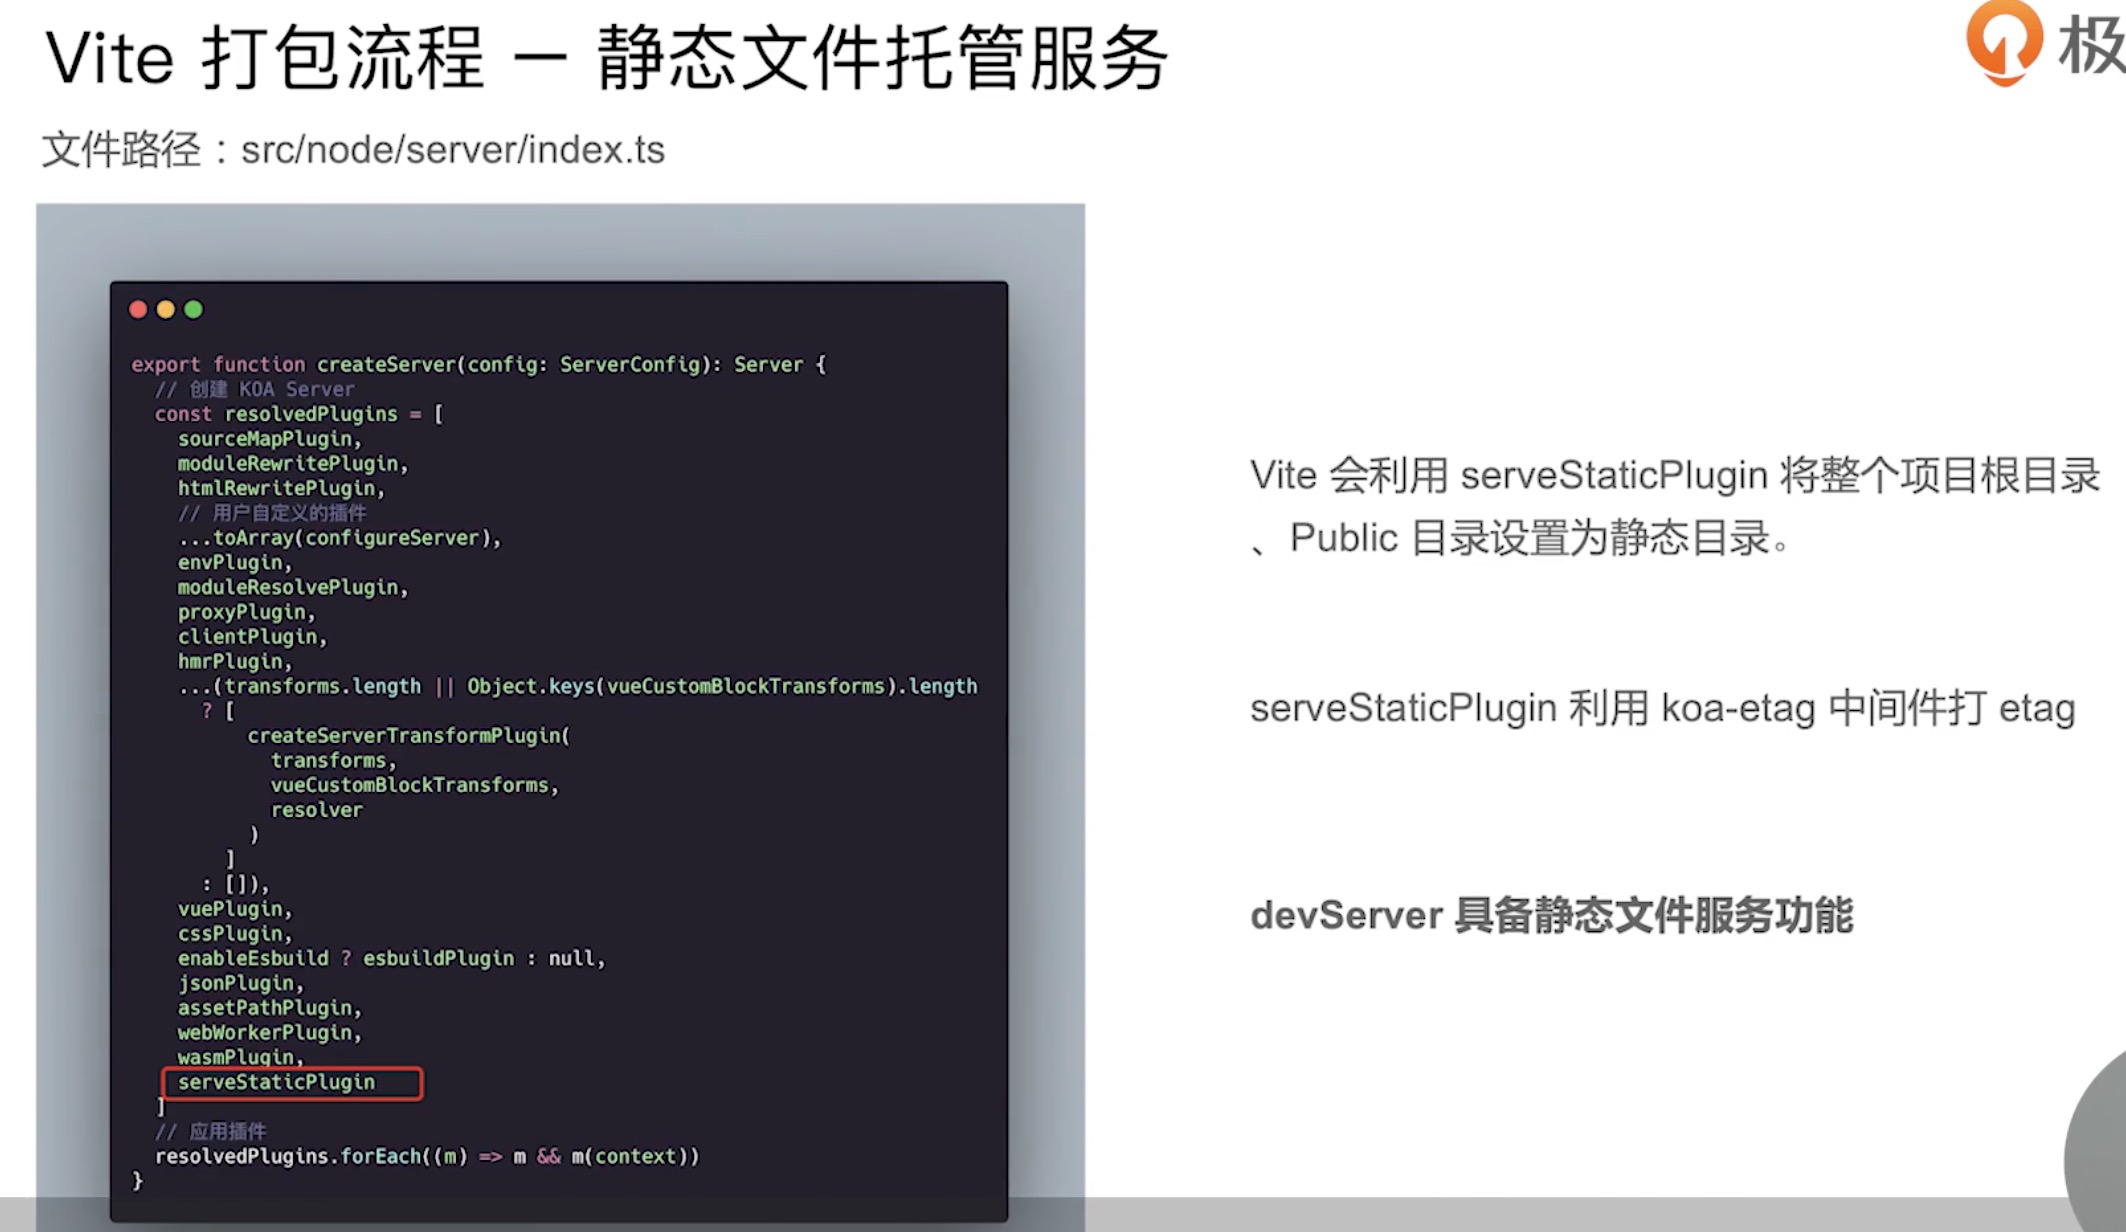 Vite 打包流程 － 静态文件托管服务
极
文件路径：src/node/server/index.ts
export function createServer(config: ServerConfig): Server {
// 创建 KOA Server
const resolvedPlugins = [
sourceMapPlugin,
moduleRewritePlugin,
htmlRewritePlugin,
// 用户自定义的插件
...toArray(configureServer),
envPlugin,
moduleResolvePlugin,
proxyPlugin,
clientPlugin,
hmrPlugin,
...(transforms.length || Object.keys(vueCustomBlockTransforms).length
? [
createServerTransformPlugin(
transforms,
vueCustomBlockTransforms,
resolver
)
]
: []),
vuePlugin,
cssPlugin,
enableEsbuild ? esbuildPlugin : null,
jsonPlugin,
assetPathPlugin,
webWorkerPlugin,
wasmPlugin,
serveStaticPlugin
]
// 应用插件
resolvedPlugins.forEach((m) => m && m(context))
}
Vite 会利用 serveStaticPlugin 将整个项目根目录
、Public 目录设置为静态目录。
serveStaticPlugin 利用 koa-etag 中间件打 etag
devServer 具备静态文件服务功能